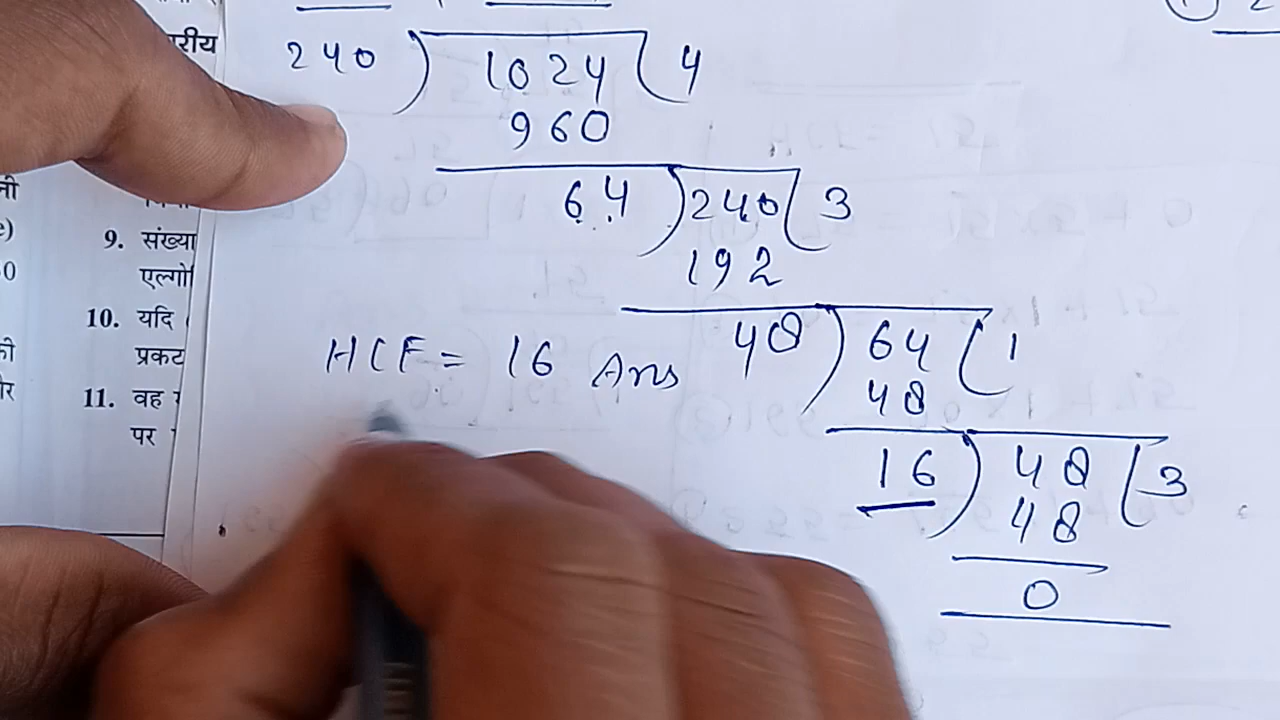 240 ) 1024 ( 4
960
64 ) 240 ( 3
192
48 ) 64 ( 1
48
16 ) 48 ( 3
48
0
HCF = 16 Ans
9. संख्या
10. यदि
प्रकट
11. वह
पर